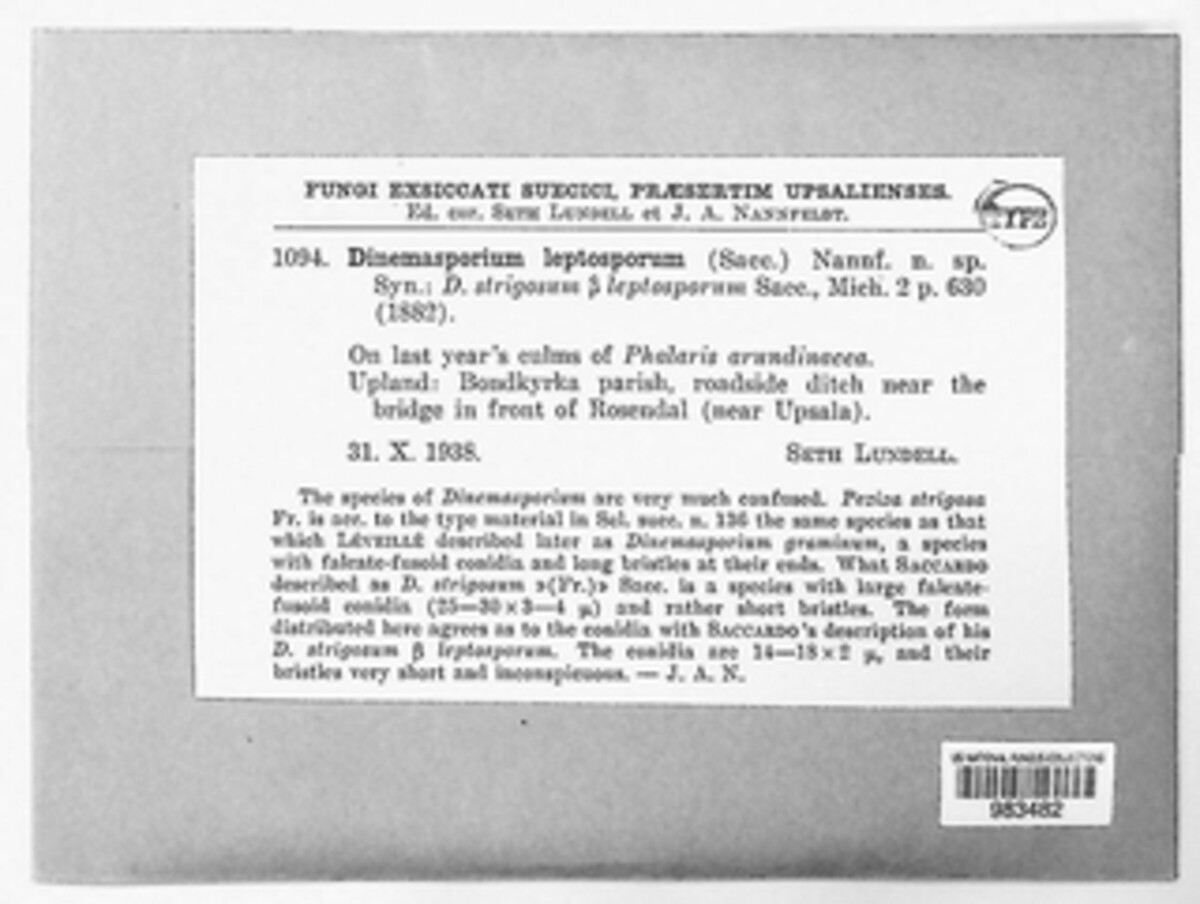 FUNGI EXSICCATI SUECICI, PRÆSERTIM UPSALIENSES.
Ed. cur. SETH LUNDELL et J. A. NANNFELDT.
TYPE
1094. Dinemasporium leptosporum (Sacc.) Nannf. n. sp.
Syn.: D. strigosum β leptosporum Sacc., Mich. 2 p. 630
(1882).
On last year's culms of Phalaris arundinacea.
Upland: Bondkyrka parish, roadside ditch near the
bridge in front of Rosendal (near Upsala).
31. X. 1938. SETH LUNDELL.
The species of Dinemasporium are very much confused. Peziza strigosa
Fr. is acc. to the type material in Scl. suec. n. 136 the same species as that
which LÉVEILLÉ described later as Dinemasporium graminum, a species
with falcate-fusoid conidia and long bristles at their ends. What SACCARDO
described as D. strigosum »(Fr.)» Sacc. is a species with large falcate-
fusoid conidia (25—30×3—4 μ) and rather short bristles. The form
distributed here agrees as to the conidia with SACCARDO's description of his
D. strigosum β leptosporum. The conidia are 14—18×2 μ, and their
bristles very short and inconspicuous. — J. A. N.
US NATIONAL FUNGUS COLLECTIONS
983482